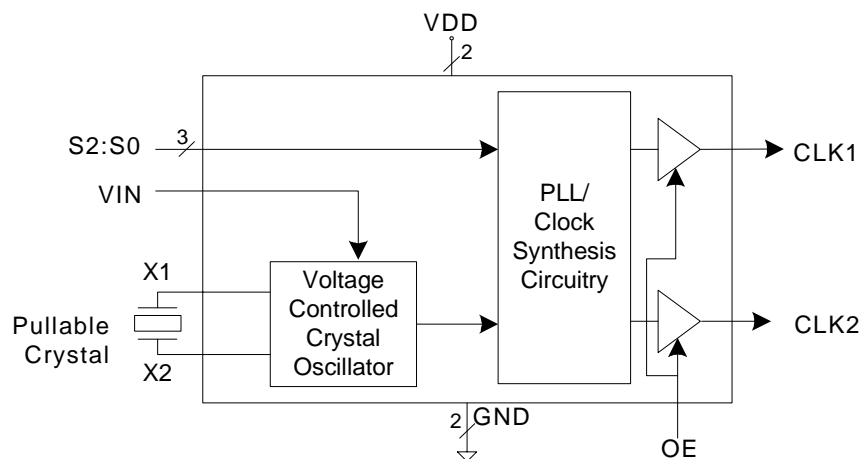 VDD
2
S2:S0
3
CLK1
VIN
PLL/
Clock
Synthesis
Circuitry
X1
Voltage
Controlled
Crystal
Oscillator
Pullable
Crystal
CLK2
X2
2
GND
OE